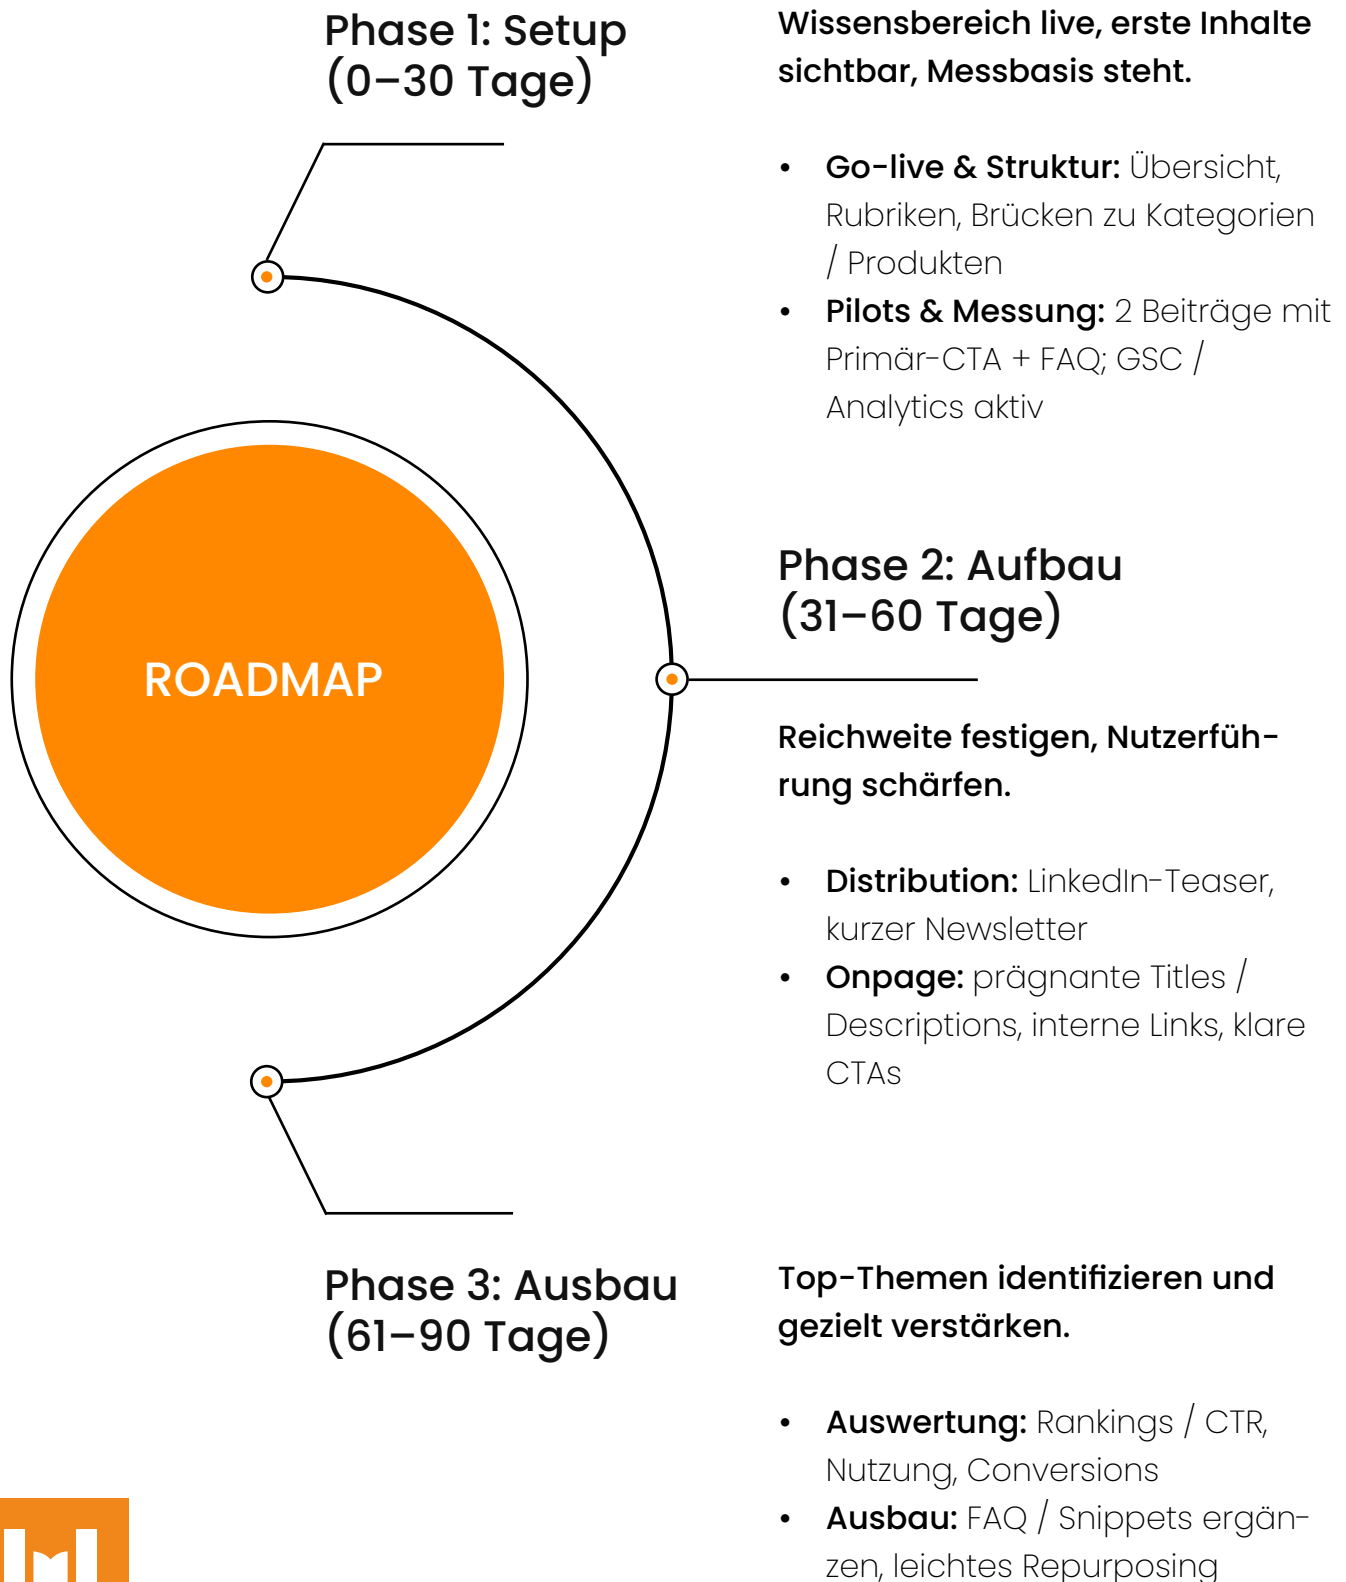 Phase 1: Setup
(0–30 Tage)
Wissensbereich live, erste Inhalte
sichtbar, Messbasis steht.
• Go-live & Struktur: Übersicht,
Rubriken, Brücken zu Kategorien
/ Produkten
• Pilots & Messung: 2 Beiträge mit
Primär-CTA + FAQ; GSC /
Analytics aktiv
ROADMAP
Phase 2: Aufbau
(31–60 Tage)
Reichweite festigen, Nutzerfüh-
rung schärfen.
• Distribution: LinkedIn-Teaser,
kurzer Newsletter
• Onpage: prägnante Titles /
Descriptions, interne Links, klare
CTAs
Phase 3: Ausbau
(61–90 Tage)
Top-Themen identifizieren und
gezielt verstärken.
• Auswertung: Rankings / CTR,
Nutzung, Conversions
• Ausbau: FAQ / Snippets ergän-
zen, leichtes Repurposing